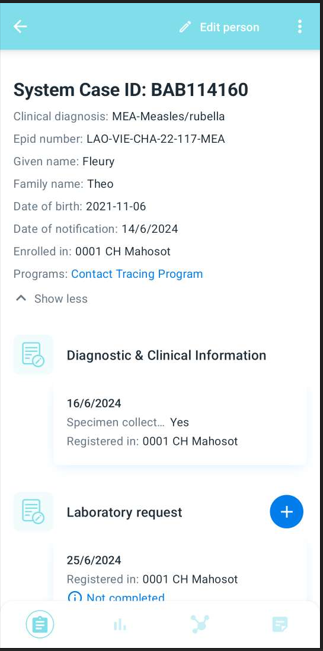 Edit person
System Case ID: BAB114160
Clinical diagnosis: MEA-Measles/rubella
Epid number: LAO-VIE-CHA-22-117-MEA
Given name: Fleury
Family name: Theo
Date of birth: 2021-11-06
Date of notification: 14/6/2024
Enrolled in: 0001 CH Mahosot
Programs: Contact Tracing Program
Show less
Diagnostic & Clinical Information
16/6/2024
Specimen collect... Yes
Registered in: 0001 CH Mahosot
Laboratory request
25/6/2024
Registered in: 0001 CH Mahosot
Not completed